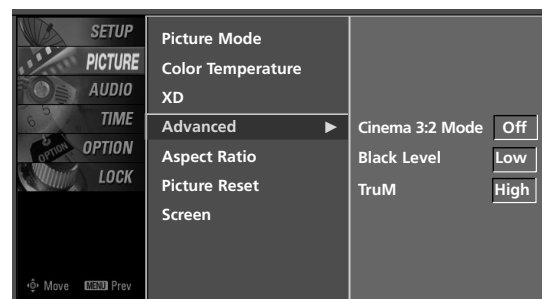 SETUP
PICTURE
AUDIO
TIME
OPTION
LOCK
Move MENU Prev
Picture Mode
Color Temperature
XD
Advanced ▶
Aspect Ratio
Picture Reset
Screen
Cinema 3:2 Mode Off
Black Level Low
TruM High